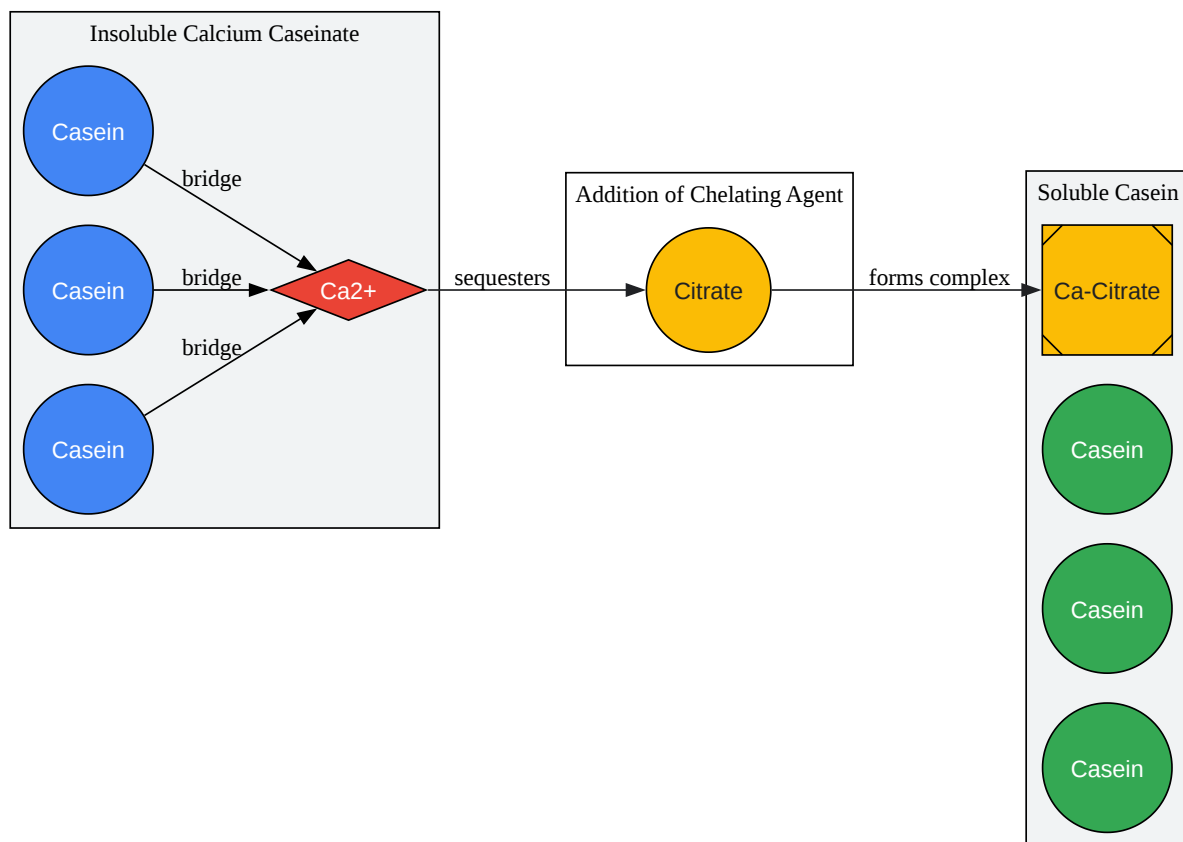 Insoluble Calcium Caseinate
Casein
bridge
Casein
bridge
Ca2+
Casein
bridge
sequesters
Addition of Chelating Agent
Citrate
forms complex
Soluble Casein
Ca-Citrate
Casein
Casein
Casein